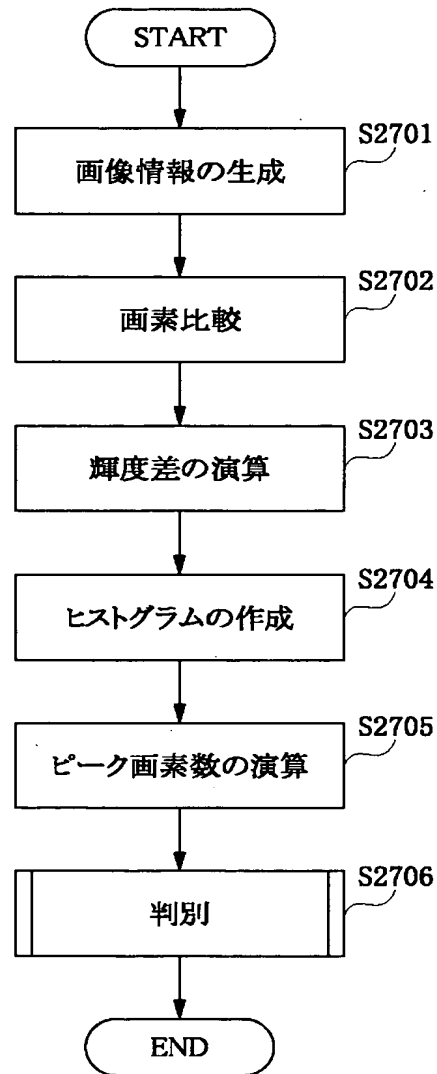 START
S2701
画像情報の生成
S2702
画素比較
S2703
輝度差の演算
S2704
ヒストグラムの作成
S2705
ピーク画素数の演算
S2706
判別
END